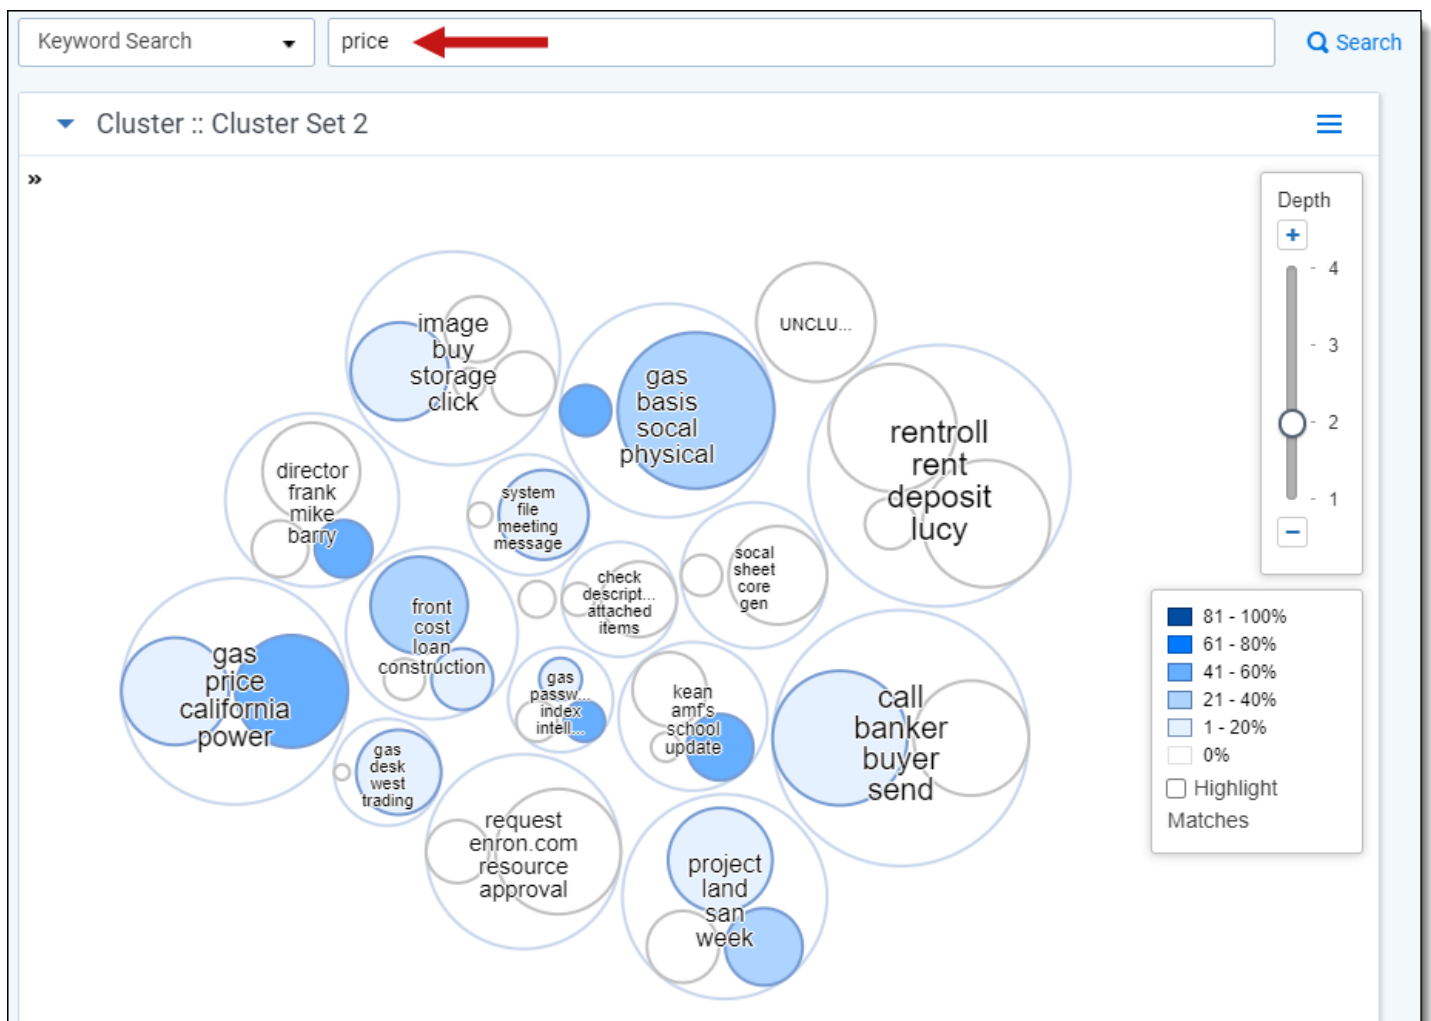 Keyword Search
price
Search
Cluster :: Cluster Set 2
»
Depth
+
4
3
2
1
−
image
buy
storage
click
gas
basis
socal
physical
UNCLU...
rentroll
rent
deposit
lucy
director
frank
mike
barry
system
file
meeting
message
check
descript...
attached
items
socal
sheet
core
gen
front
cost
loan
construction
gas
price
california
power
gas
passw...
index
intell...
kean
amf's
school
update
call
banker
buyer
send
gas
desk
west
trading
request
enron.com
resource
approval
project
land
san
week
81 - 100%
61 - 80%
41 - 60%
21 - 40%
1 - 20%
0%
Highlight
Matches